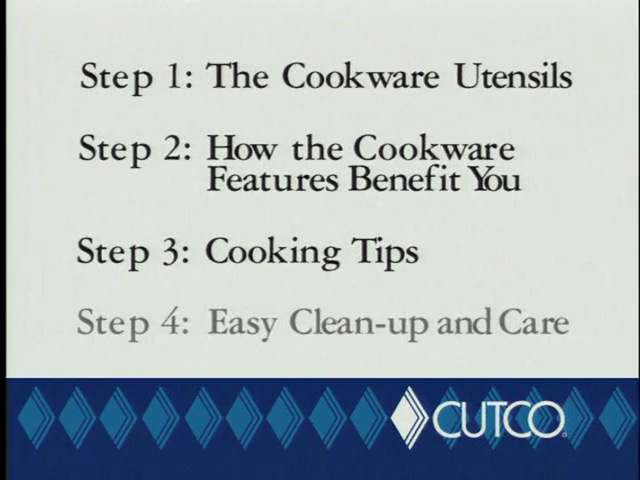 Step 1: The Cookware Utensils
Step 2: How the Cookware
Features Benefit You
Step 3: Cooking Tips
Step 4: Easy Clean-up and Care
CUTCO